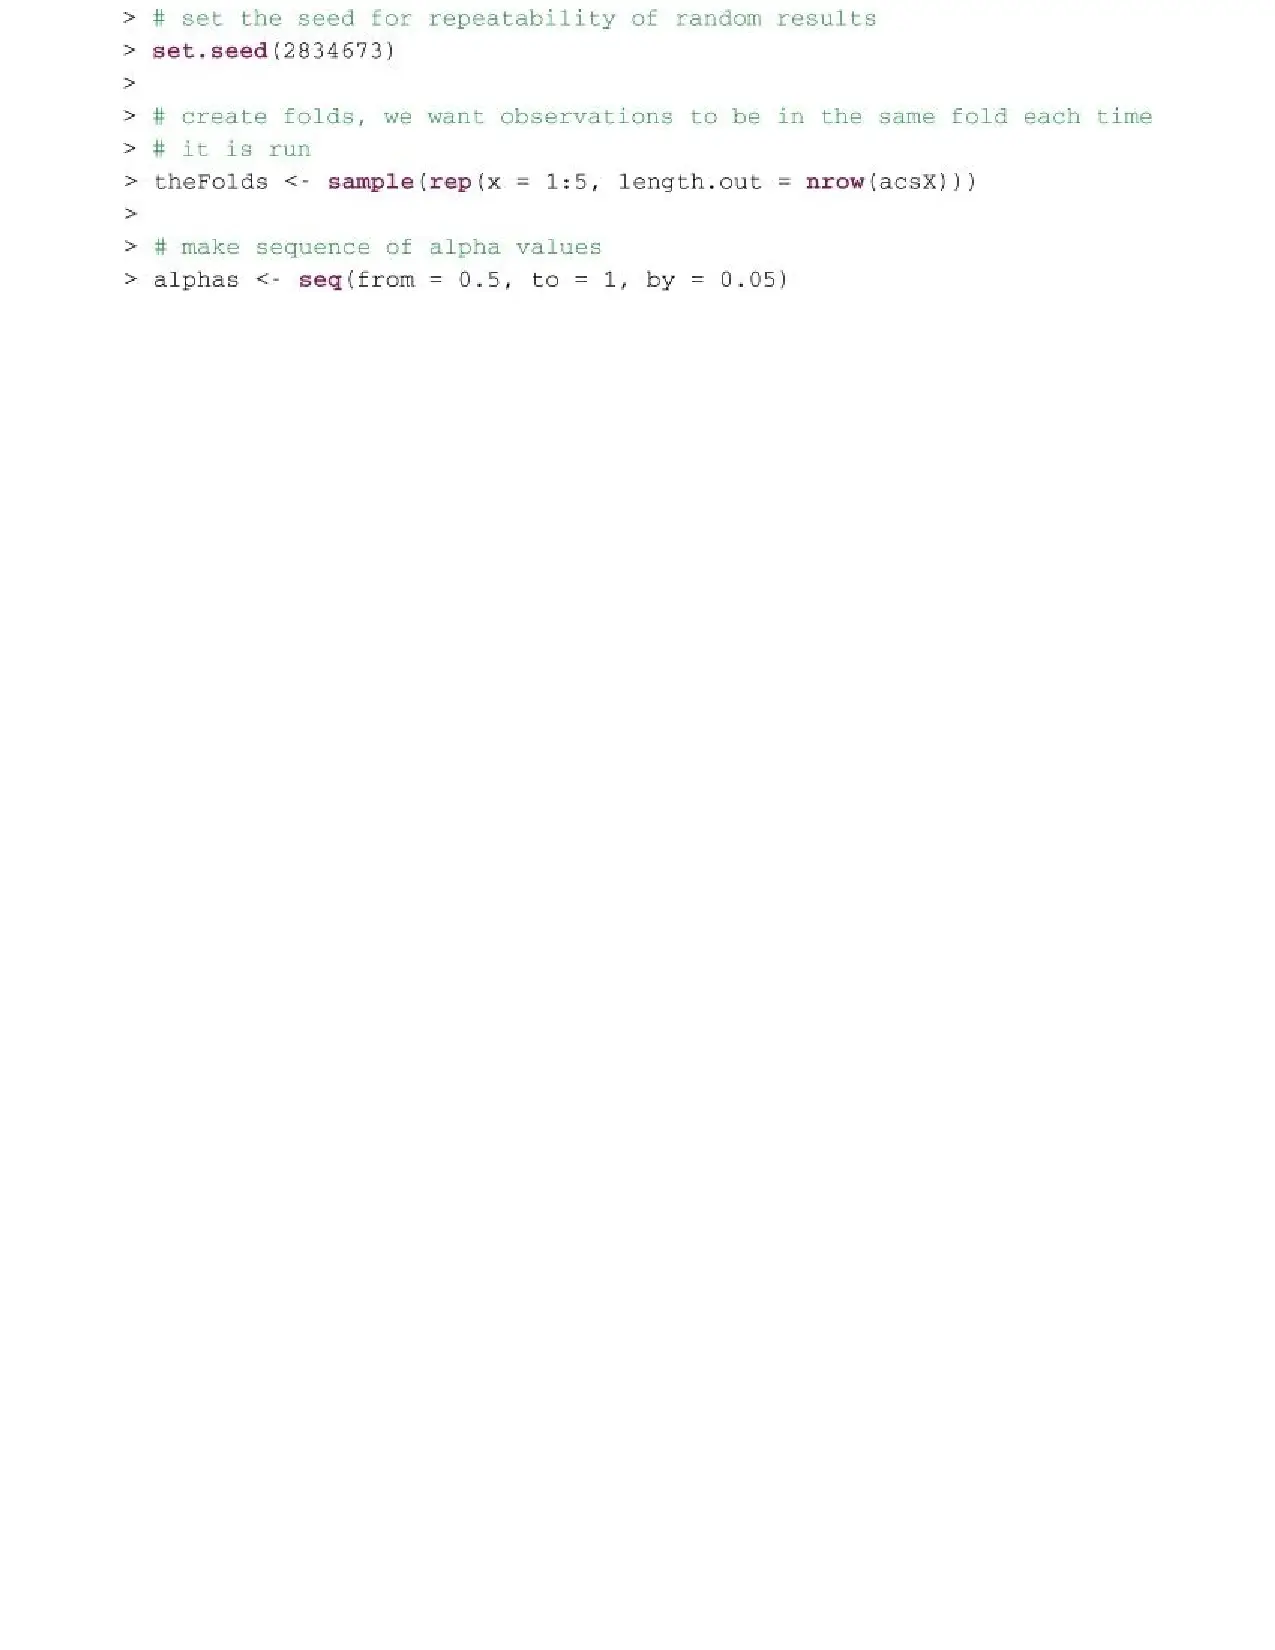 > # set the seed for repeatability of random results
> set.seed(2834673)
>
> # create folds, we want observations to be in the same fold each time
> # it is run
> theFolds <- sample(rep(x = 1:5, length.out = nrow(acsX)))
>
> # make sequence of alpha values
> alphas <- seq(from = 0.5, to = 1, by = 0.05)